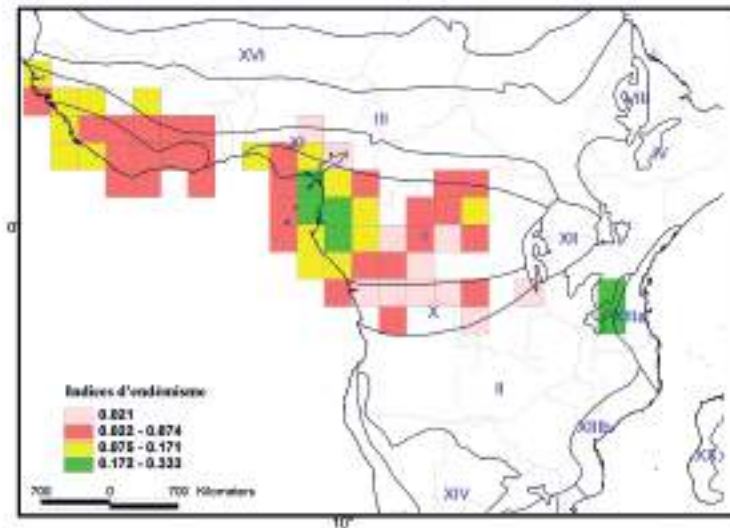 XVI
III
XI
IV
0°
I
XII
X
XIIIa
II
XIIIb
XIV
Indices d'endémisme
0.021
0.022 - 0.074
0.075 - 0.171
0.172 - 0.333
700 0 700 Kilometers
10°